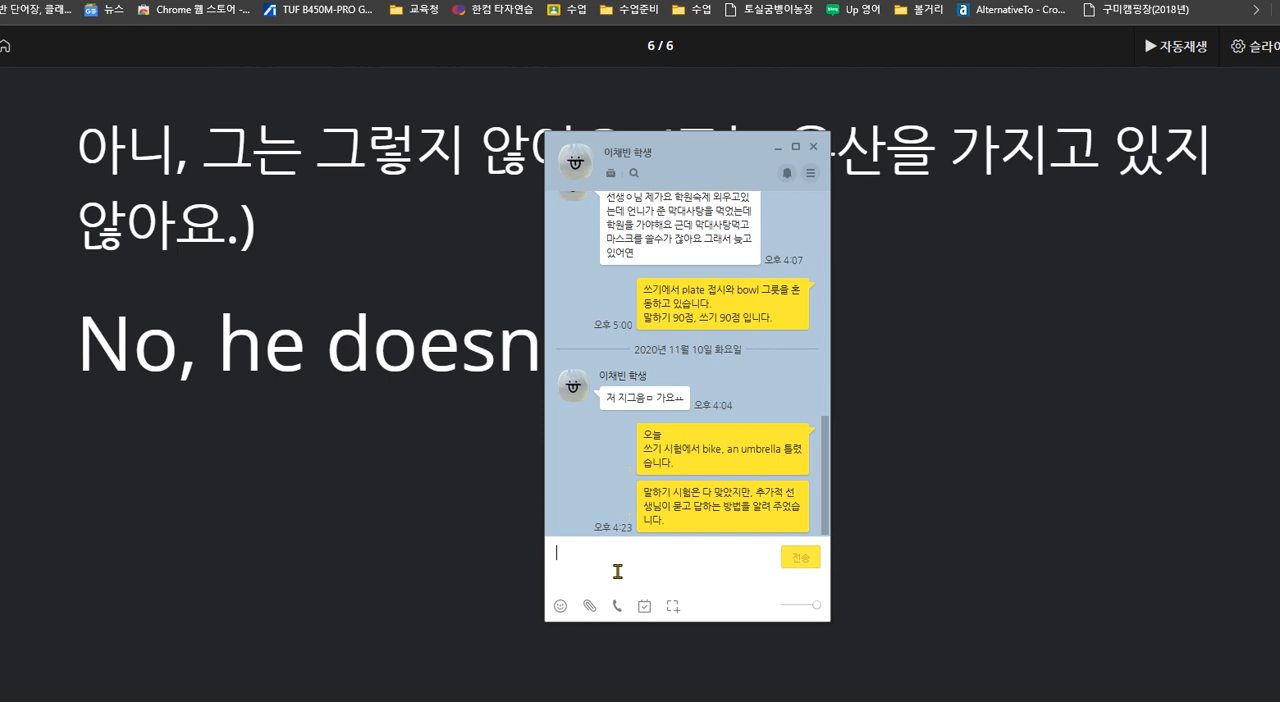 단어장, 클래... 뉴스 Chrome 웹 스토어 -... TUF B450M-PRO G... 교육청 한컴 타자연습 수업 수업준비 수업 토실굼벵이농장 Up 영어 볼거리 AlternativeTo - Cro... 구미캠핑장(2018년)
6 / 6
자동재생
슬라이
아니, 그는 그렇지
산을 가지고 있지
않아요.)
No, he doesn
이채빈 학생
선생ㅇ님 제가요 학원숙제 외우고있
는데 언니가 준 막대사탕을 먹었는데
학원을 가야해요 근데 막대사탕먹고
마스크를 쓸수가 잖아요 그래서 늦고
있어연
오후 4:07
쓰기에서 plate 접시와 bowl 그릇을 혼
동하고 있습니다.
말하기 90점, 쓰기 90점 입니다.
오후 5:00
2020년 11월 10일 화요일
이채빈 학생
저 지그음ㅁ 가요ㅛ
오후 4:04
오늘
쓰기 시험에서 bike, an umbrella 틀렸
습니다.
말하기 시험은 다 맞았지만, 추가적 선
생님이 묻고 답하는 방법을 알려 주었습
니다.
오후 4:23
전송